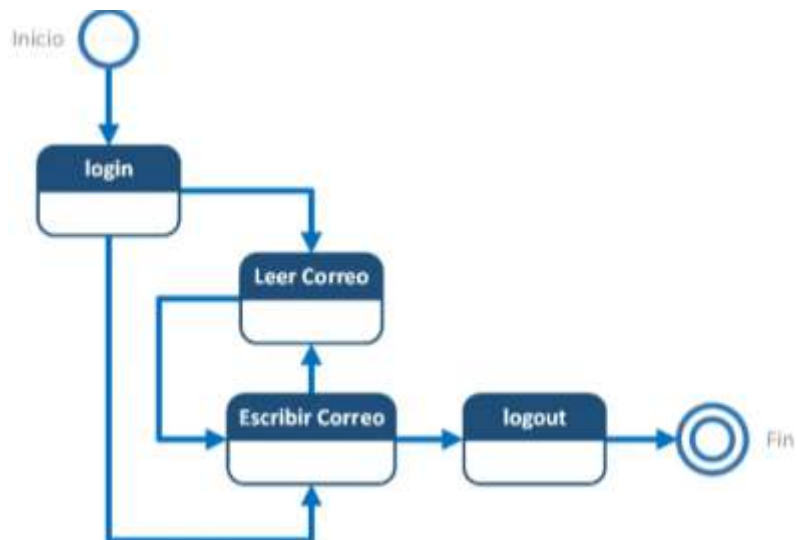 Inicio
login
Leer Correo
Escribir Correo
logout
Fin